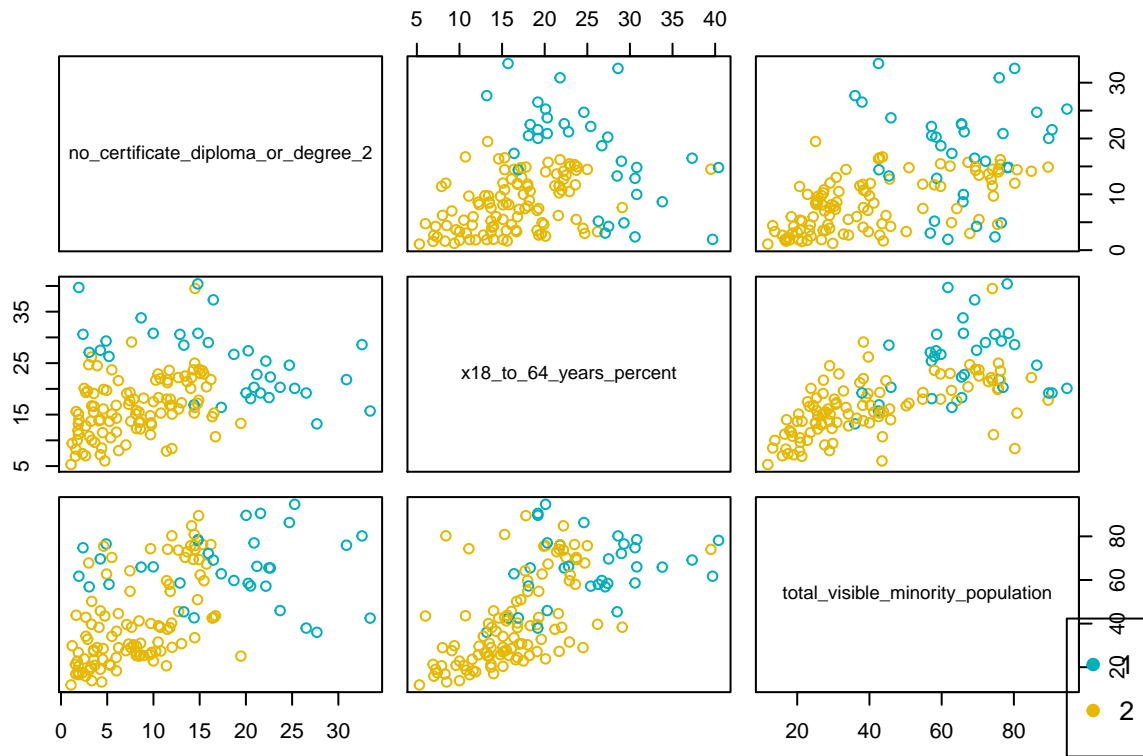 5 10 15 20 25 30 35 40
no_certificate_diploma_or_degree_2
0 10 20 30
5 15 25 35
x18_to_64_years_percent
total_visible_minority_population
20 40 60 80
1
2
0 5 10 15 20 25 30
20 40 60 80